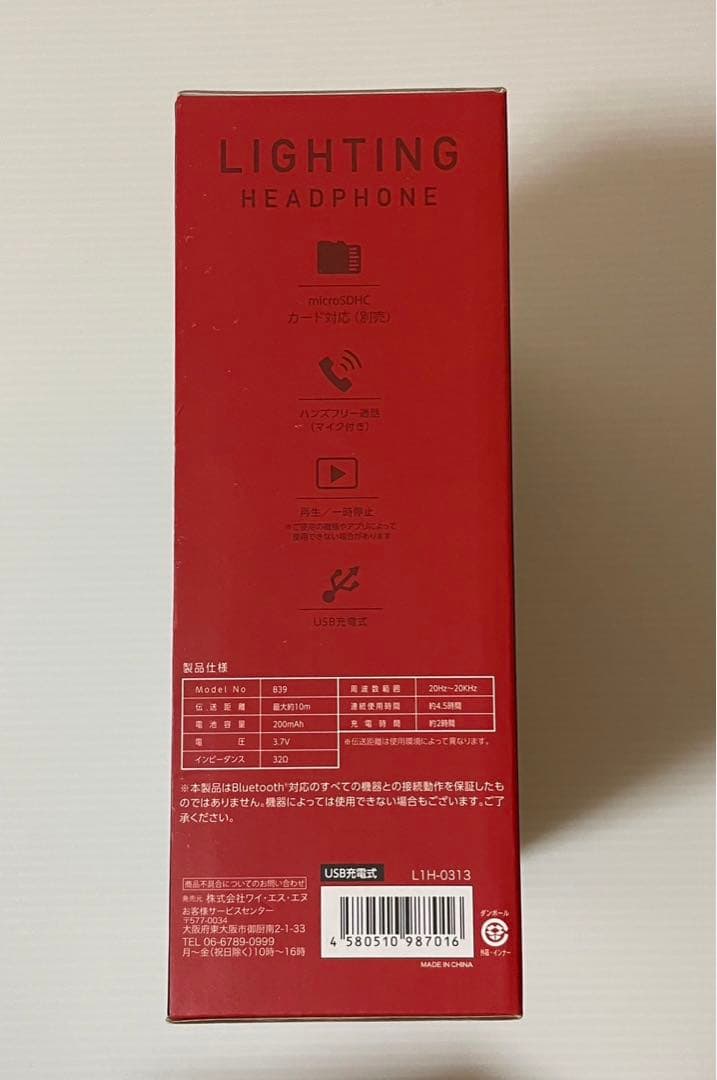 LIGHTING
HEADPHONE
microSDHC
カード対応(別売)
ハンズフリー通話
(マイク付き)
再生/一時停止
※ご使用の機種やアプリによって
使用できない場合があります
USB充電式
製品仕様
Model No B39 周波数範囲 20Hz~20KHz
伝送距離 最大約10m 連続使用時間 約4.5時間
電池容量 200mAh 充電時間 約2時間
電圧 3.7V ※伝送距離は使用環境によって異なります。
インピーダンス 32Ω
※本製品はBluetooth®対応のすべての機器との接続動作を保証したも
のではありません。機器によっては使用できない場合もございます。ご了
承ください。
USB充電式 L1H-0313
商品不具合についてのお問い合わせ
発売元 株式会社ワイ・エス・エヌ
お客様サービスセンター
〒577-0034
大阪府東大阪市御厨南2-1-33
TEL 06-6789-0999
月~金(祝日除く)10時~16時
4 580510 987016
MADE IN CHINA
ダンボール
外箱・インナー